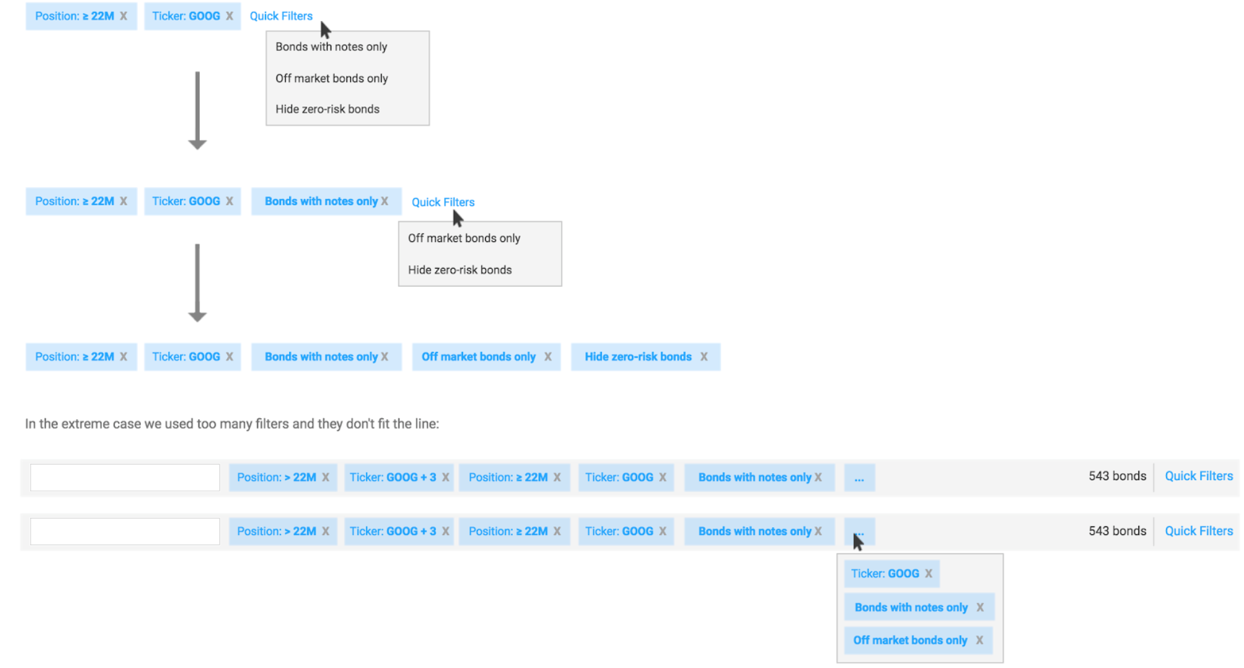 Position: ≥ 22M X Ticker: GOOG X Quick Filters
Bonds with notes only
Off market bonds only
Hide zero-risk bonds
Position: ≥ 22M X Ticker: GOOG X Bonds with notes only X Quick Filters
Off market bonds only
Hide zero-risk bonds
Position: ≥ 22M X Ticker: GOOG X Bonds with notes only X Off market bonds only X Hide zero-risk bonds X
In the extreme case we used too many filters and they don't fit the line:
Position: > 22M X Ticker: GOOG + 3 X Position: ≥ 22M X Ticker: GOOG X Bonds with notes only X ... 543 bonds Quick Filters
Position: > 22M X Ticker: GOOG + 3 X Position: ≥ 22M X Ticker: GOOG X Bonds with notes only X ... 543 bonds Quick Filters
Ticker: GOOG X
Bonds with notes only X
Off market bonds only X